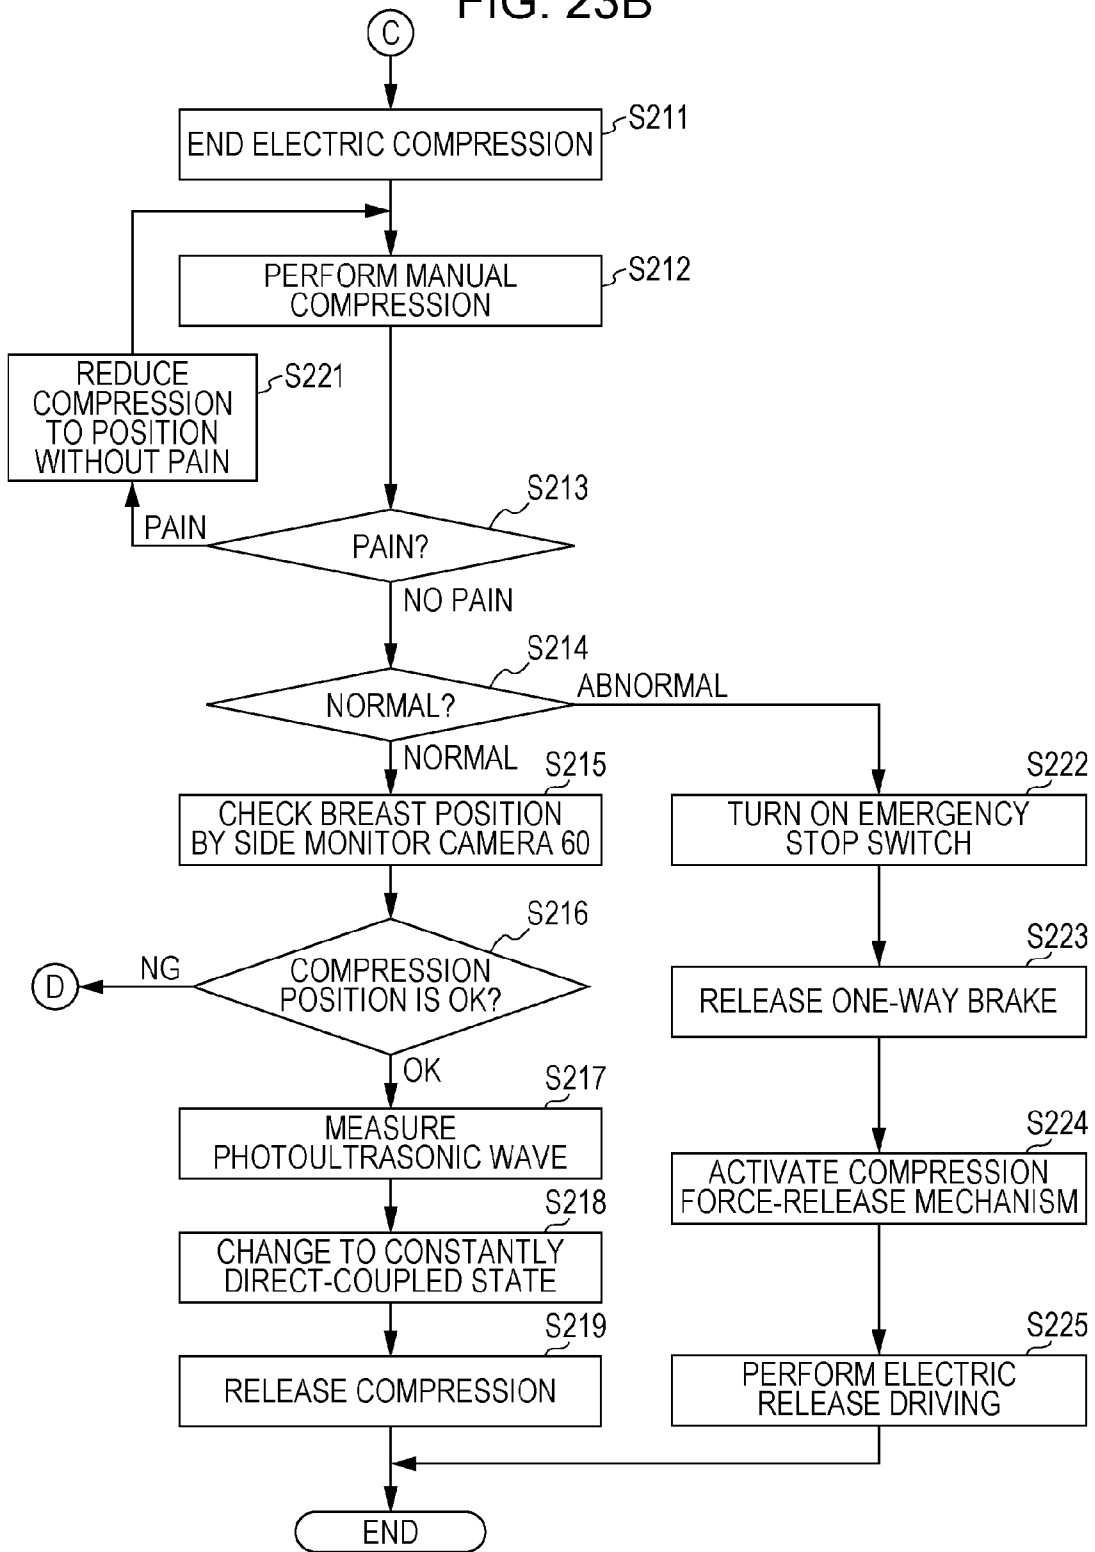 FIG. 23B
C
END ELECTRIC COMPRESSION
S211
PERFORM MANUAL
COMPRESSION
S212
REDUCE
COMPRESSION
TO POSITION
WITHOUT PAIN
S221
PAIN
PAIN?
S213
NO PAIN
NORMAL?
S214
ABNORMAL
NORMAL
CHECK BREAST POSITION
BY SIDE MONITOR CAMERA 60
S215
TURN ON EMERGENCY
STOP SWITCH
S222
COMPRESSION
POSITION IS OK?
S216
NG
D
OK
RELEASE ONE-WAY BRAKE
S223
MEASURE
PHOTOULTRASONIC WAVE
S217
ACTIVATE COMPRESSION
FORCE-RELEASE MECHANISM
S224
CHANGE TO CONSTANTLY
DIRECT-COUPLED STATE
S218
RELEASE COMPRESSION
S219
PERFORM ELECTRIC
RELEASE DRIVING
S225
END